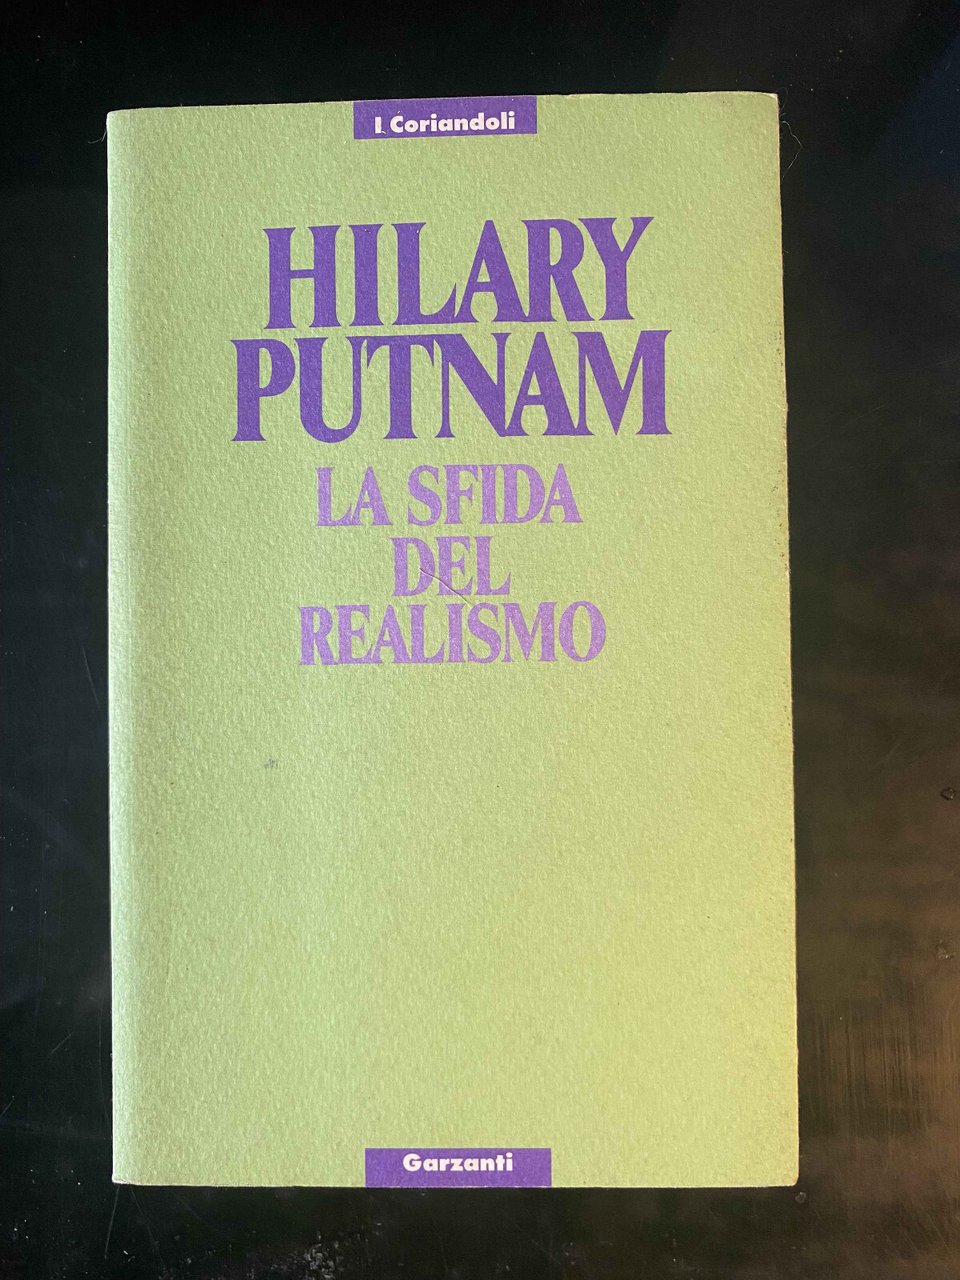 I Coriandoli
HILARY
PUTNAM
LA SFIDA
DEL
REALISMO
Garzanti